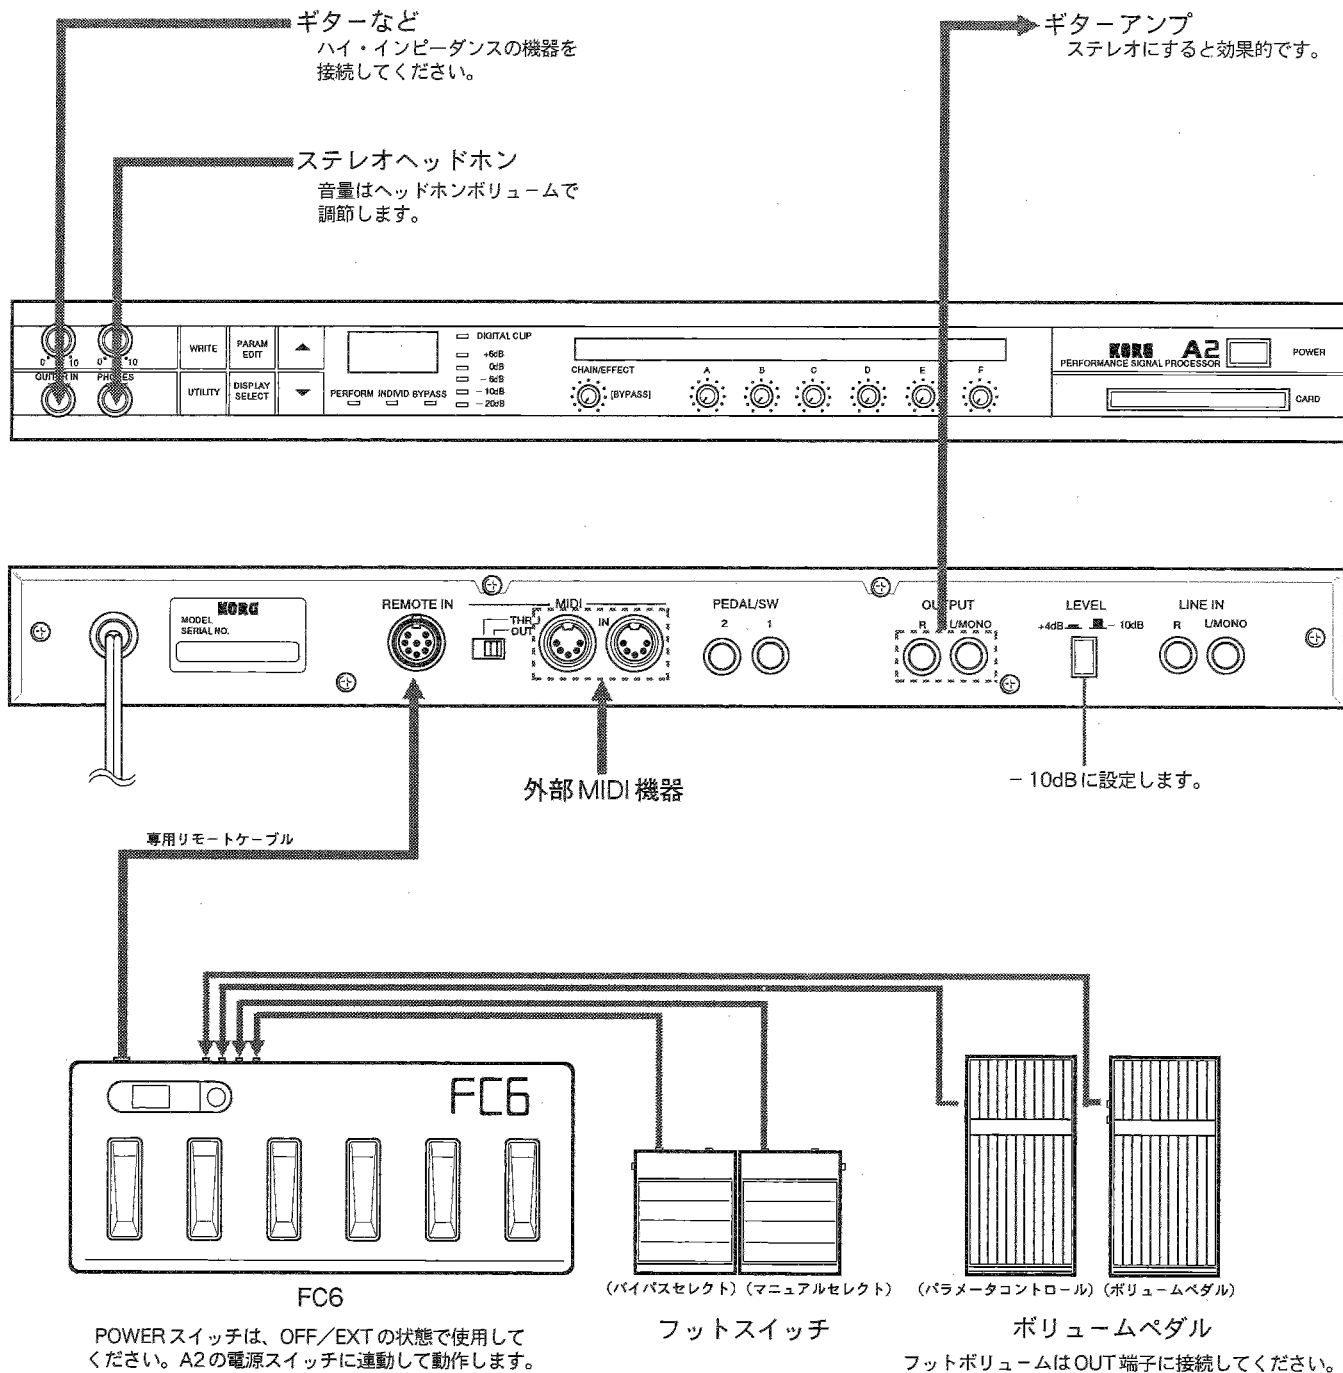 ギターなど
ハイ・インピーダンスの機器を
接続してください。
ギターアンプ
ステレオにすると効果的です。
ステレオヘッドホン
音量はヘッドホンボリュームで
調節します。
0 10 0 10
GUITAR IN PHONES
WRITE PARAM EDIT
UTILITY DISPLAY SELECT
PERFORM INDIVID BYPASS
DIGITAL CLIP
+6dB
0dB
-6dB
-10dB
-20dB
CHAIN/EFFECT
[BYPASS]
A B C D E F
KORG A2
PERFORMANCE SIGNAL PROCESSOR
POWER
CARD
KORG
MODEL
SERIAL NO.
REMOTE IN
MIDI
THRU
OUT
IN
PEDAL/SW
2 1
OUTPUT
R L/MONO
LEVEL
+4dB -10dB
LINE IN
R L/MONO
外部MIDI機器
-10dBに設定します。
専用リモートケーブル
FC6
FC6
POWERスイッチは、OFF/EXTの状態で使用して
ください。A2の電源スイッチに連動して動作します。
(バイパスセレクト) (マニュアルセレクト)
フットスイッチ
(パラメータコントロール) (ボリュームペダル)
ボリュームペダル
フットボリュームはOUT端子に接続してください。